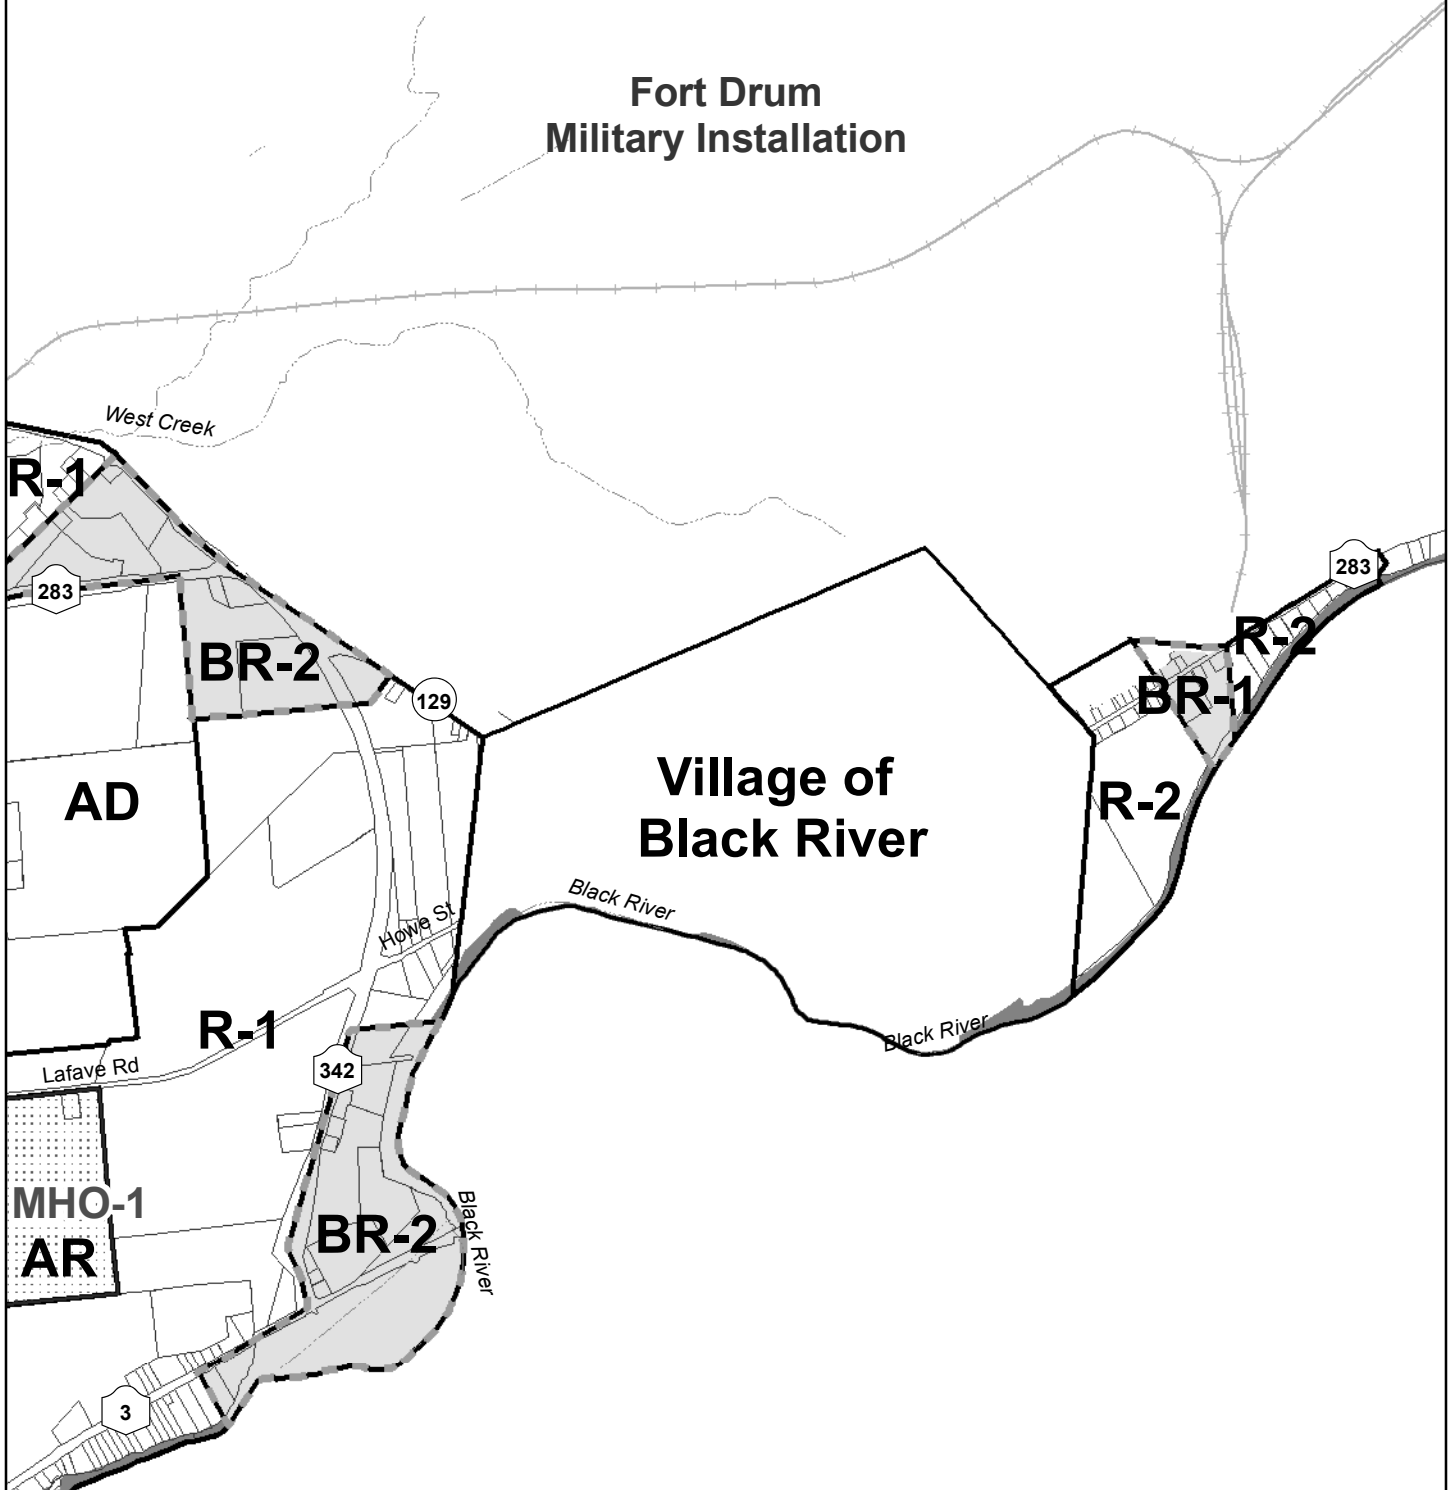 Fort Drum
Military Installation
West Creek
R-1
283
283
BR-2
R-2
BR-1
129
AD
Village of
Black River
R-2
Black River
Howe St
R-1
Black River
Lafave Rd
342
MHO-1
AR
BR-2
Black River
3